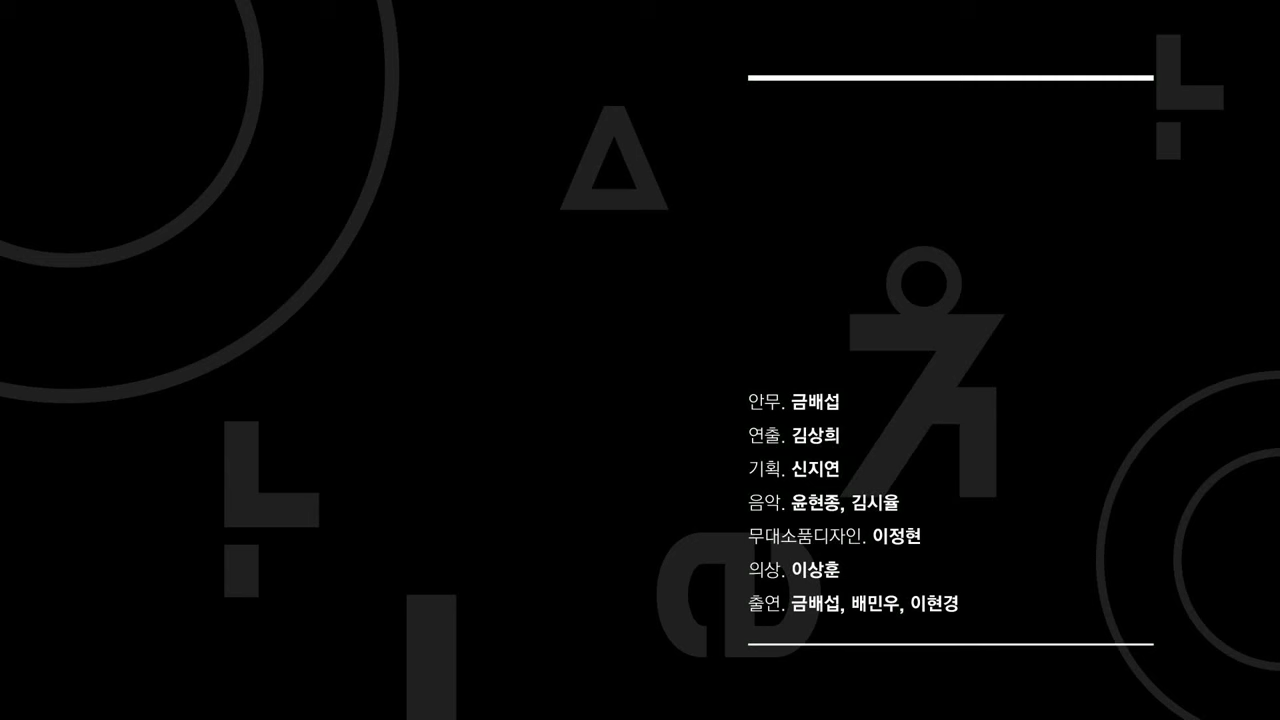 안무. 금배섭
연출. 김상희
기획. 신지연
음악. 윤현종, 김시율
무대소품디자인. 이정현
의상. 이상훈
출연. 금배섭, 배민우, 이현경